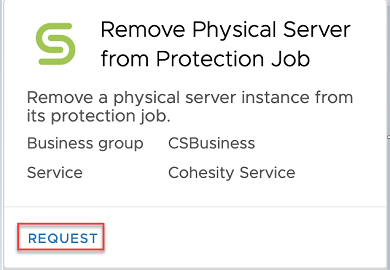 Remove Physical Server
from Protection Job
Remove a physical server instance from
its protection job.
Business group CSBusiness
Service Cohesity Service
REQUEST